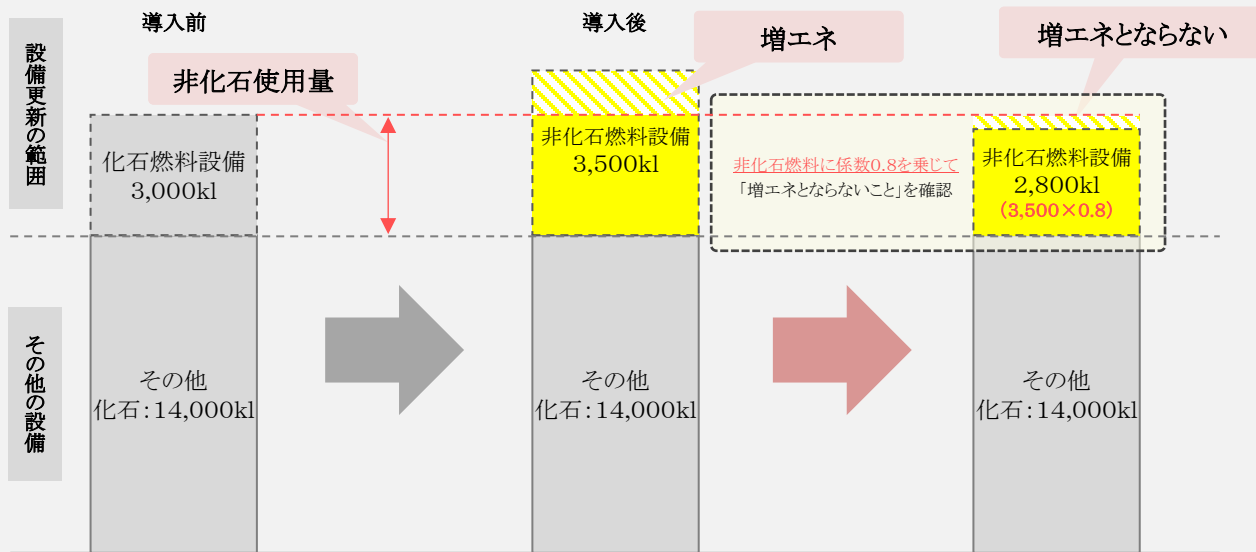 導入前
導入後
増エネ
増エネとならない
設備更新の範囲
非化石使用量
化石燃料設備
3,000kl
非化石燃料設備
3,500kl
非化石燃料に係数0.8を乗じて
「増エネとならないこと」を確認
非化石燃料設備
2,800kl
(3,500×0.8)
その他の設備
その他
化石:14,000kl
その他
化石:14,000kl
その他
化石:14,000kl